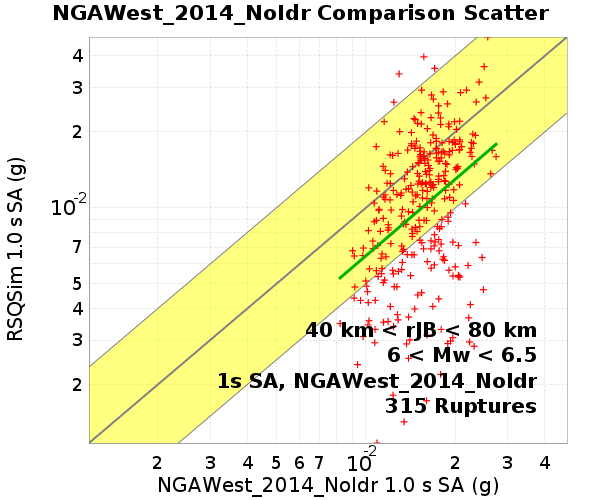 NGAWest_2014_NoIdr Comparison Scatter
RSQSim 1.0 s SA (g)
4
3
2
10-2
7
5
4
3
2
40 km < rJB < 80 km
6 < Mw < 6.5
1s SA, NGAWest_2014_NoIdr
315 Ruptures
2 3 4 5 6 7 10-2 2 3 4
NGAWest_2014_NoIdr 1.0 s SA (g)